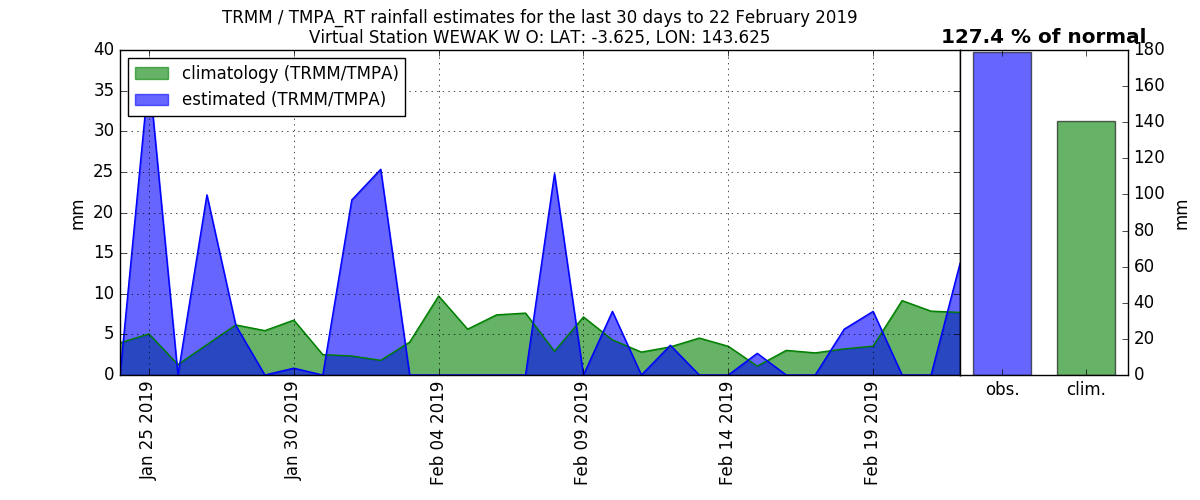 TRMM / TMPA_RT rainfall estimates for the last 30 days to 22 February 2019
Virtual Station WEWAK W O: LAT: -3.625, LON: 143.625
127.4 % of normal
climatology (TRMM/TMPA)
estimated (TRMM/TMPA)
mm
40
35
30
25
20
15
10
5
0
Jan 25 2019
Jan 30 2019
Feb 04 2019
Feb 09 2019
Feb 14 2019
Feb 19 2019
180
160
140
120
100
80
60
40
20
0
mm
obs.
clim.